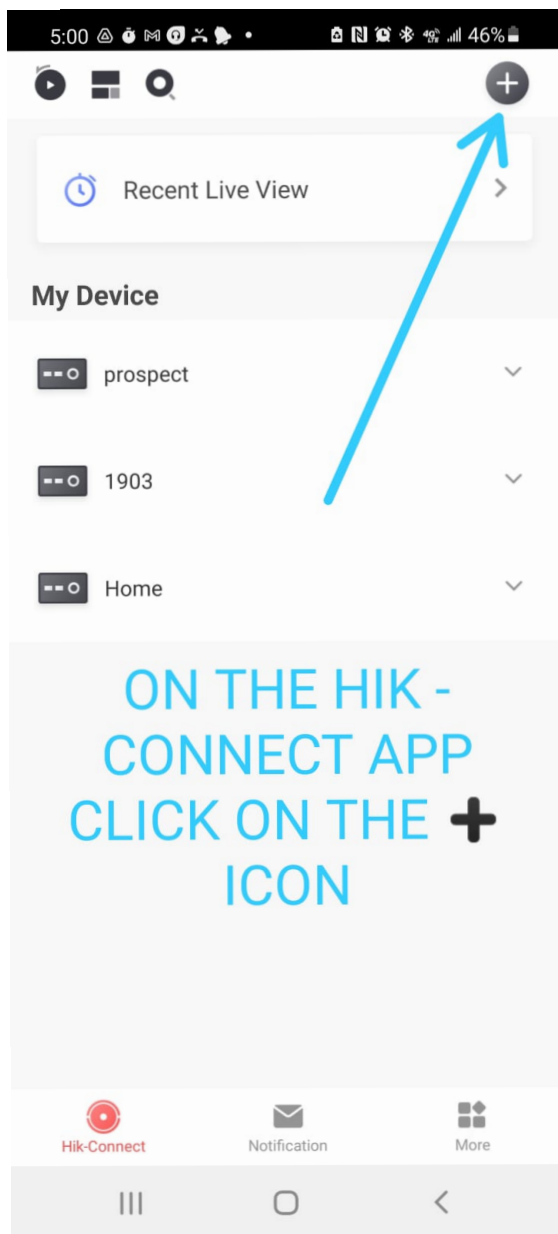 5:00
46%
Recent Live View
My Device
prospect
1903
Home
ON THE HIK -
CONNECT APP
CLICK ON THE ➕
ICON
Hik-Connect
Notification
More